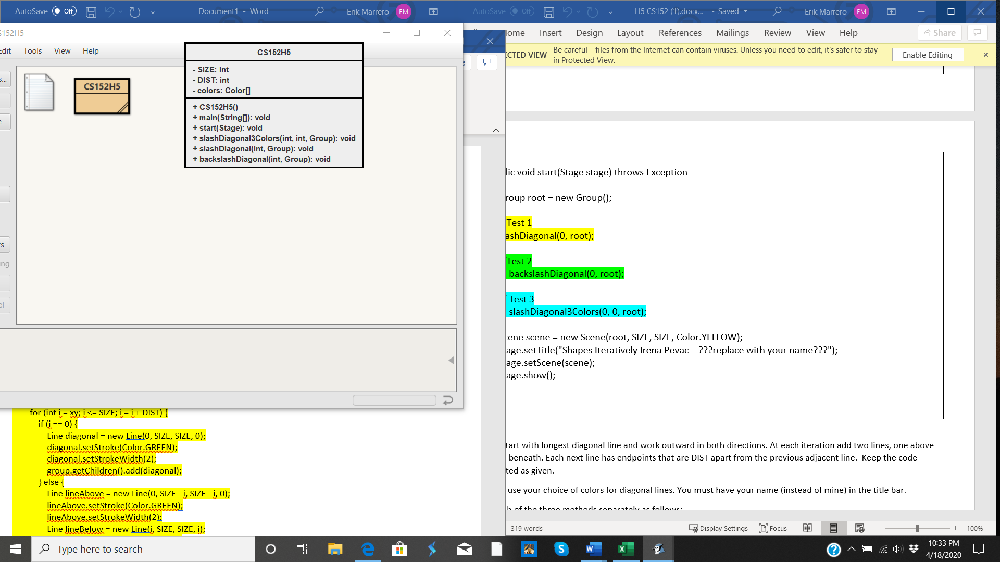 AutoSave Off Document1 - Word Erik Marrero EM
AutoSave Off H5 CS152 (1).docx... - Saved Erik Marrero EM
S152H5
Edit Tools View Help
CS152H5
CS152H5
- SIZE: int
- DIST: int
- colors: Color[]
+ CS152H5()
+ main(String[]): void
+ start(Stage): void
+ slashDiagonal3Colors(int, int, Group): void
+ slashDiagonal(int, Group): void
+ backslashDiagonal(int, Group): void
s...
e
ts
ng
el
for (int i = xy; i <= SIZE; i = i + DIST) {
if (i == 0) {
Line diagonal = new Line(0, SIZE, SIZE, 0);
diagonal.setStroke(Color.GREEN);
diagonal.setStrokeWidth(2);
group.getChildren().add(diagonal);
} else {
Line lineAbove = new Line(0, SIZE - i, SIZE - i, 0);
lineAbove.setStroke(Color.GREEN);
lineAbove.setStrokeWidth(2);
Line lineBelow = new Line(i, SIZE, SIZE, i);
ome Insert Design Layout References Mailings Review View Help Share
ECTED VIEW Be careful—files from the Internet can contain viruses. Unless you need to edit, it's safer to stay
in Protected View. Enable Editing
lic void start(Stage stage) throws Exception
roup root = new Group();
/Test 1
ashDiagonal(0, root);
/Test 2
/ backslashDiagonal(0, root);
/ Test 3
/ slashDiagonal3Colors(0, 0, root);
cene scene = new Scene(root, SIZE, SIZE, Color.YELLOW);
age.setTitle("Shapes Iteratively Irena Pevac ???replace with your name???");
age.setScene(scene);
age.show();
tart with longest diagonal line and work outward in both directions. At each iteration add two lines, one above
e beneath. Each next line has endpoints that are DIST apart from the previous adjacent line. Keep the code
ted as given.
use your choice of colors for diagonal lines. You must have your name (instead of mine) in the title bar.
h of the three methods separately as follows:
319 words Display Settings Focus 100%
Type here to search
10:33 PM
4/18/2020